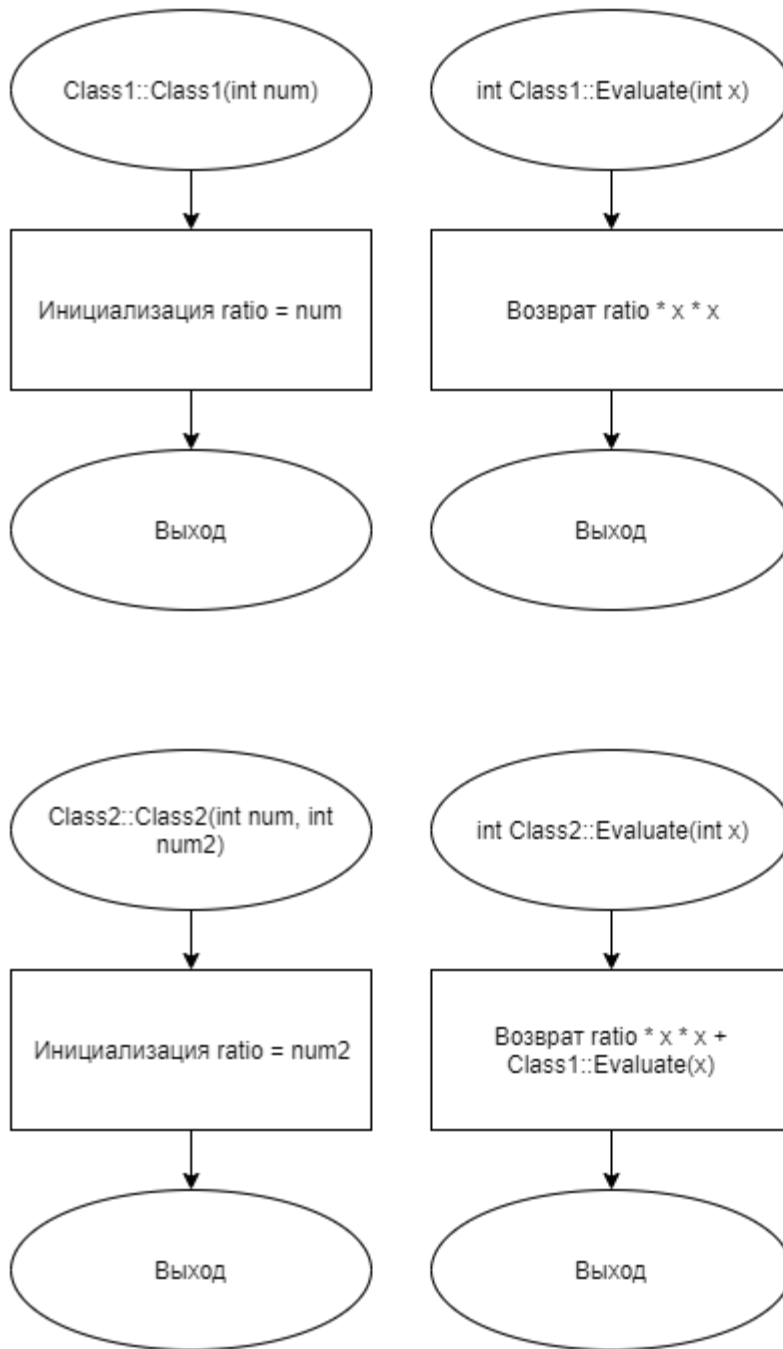 Class1::Class1(int num)
int Class1::Evaluate(int x)
Инициализация ratio = num
Возврат ratio * x * x
Выход
Выход
Class2::Class2(int num, int
num2)
int Class2::Evaluate(int x)
Инициализация ratio = num2
Возврат ratio * x * x +
Class1::Evaluate(x)
Выход
Выход